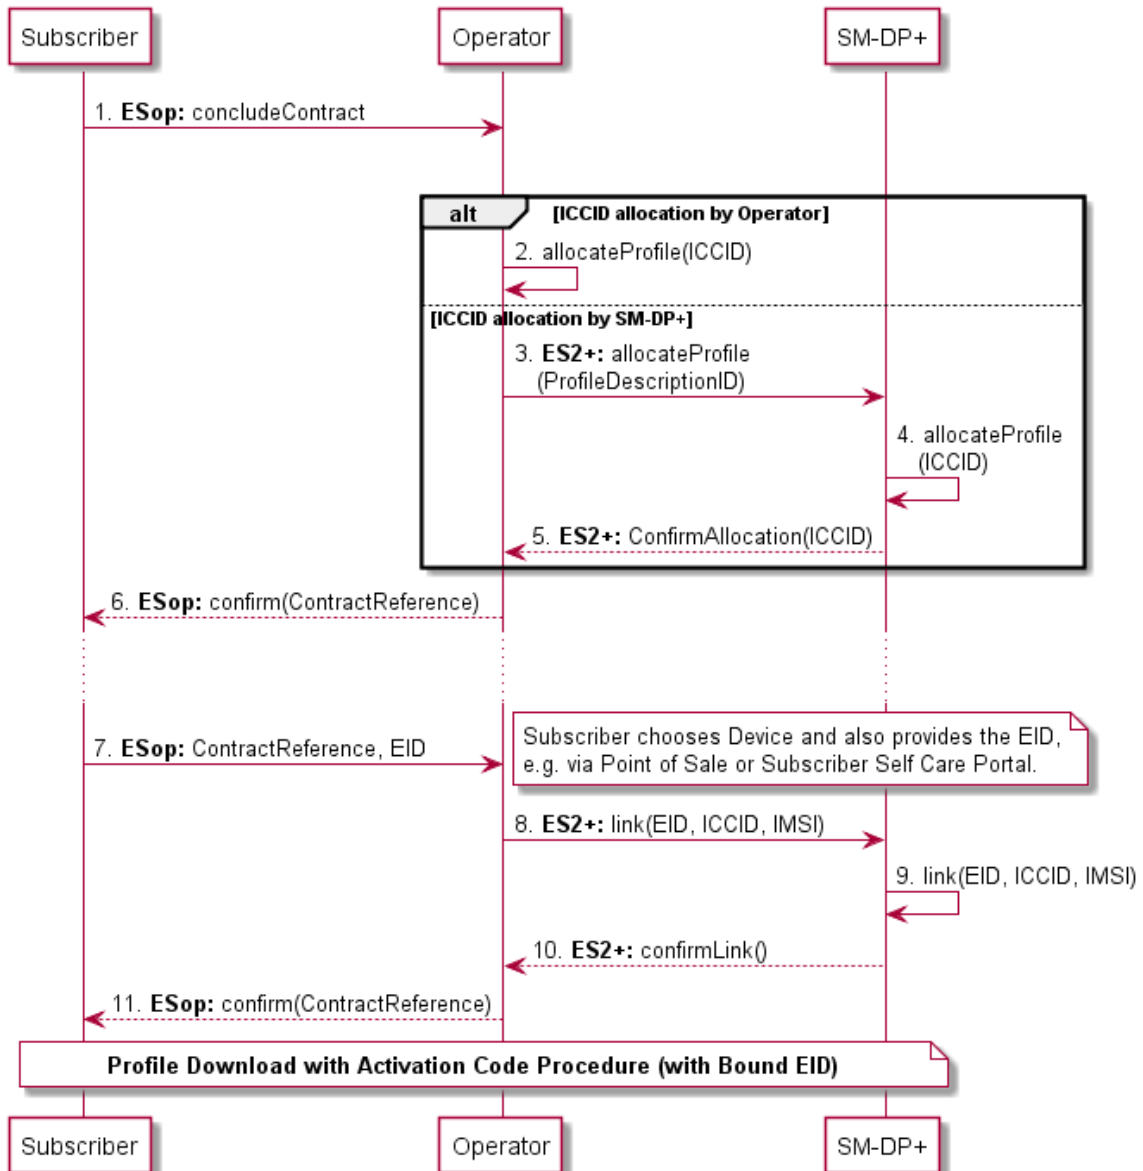 Subscriber
Operator
SM-DP+
1. ESop: concludeContract
alt
[ICCID allocation by Operator]
2. allocateProfile(ICCID)
[ICCID allocation by SM-DP+]
3. ES2+: allocateProfile
(ProfileDescriptionID)
4. allocateProfile
(ICCID)
5. ES2+: ConfirmAllocation(ICCID)
6. ESop: confirm(ContractReference)
7. ESop: ContractReference, EID
Subscriber chooses Device and also provides the EID,
e.g. via Point of Sale or Subscriber Self Care Portal.
8. ES2+: link(EID, ICCID, IMSI)
9. link(EID, ICCID, IMSI)
10. ES2+: confirmLink()
11. ESop: confirm(ContractReference)
Profile Download with Activation Code Procedure (with Bound EID)
Subscriber
Operator
SM-DP+